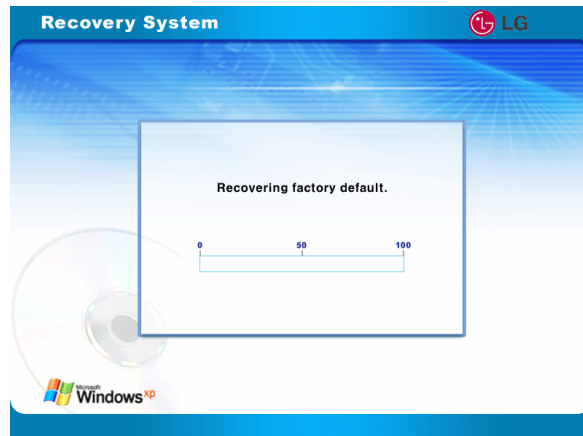 Recovery System
LG
Recovering factory default.
0 50 100
Microsoft
Windows xp